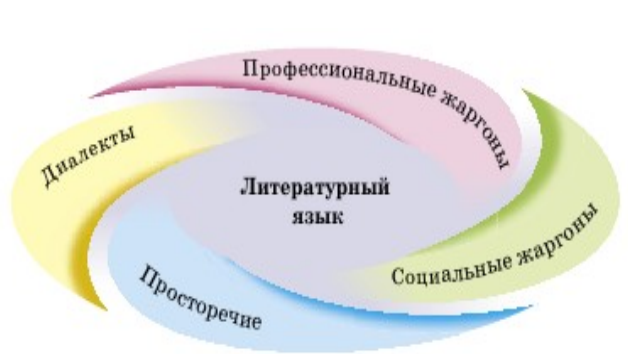 Профессиональные жаргоны
Диалекты
Литературный
язык
Социальные жаргоны
Просторечие